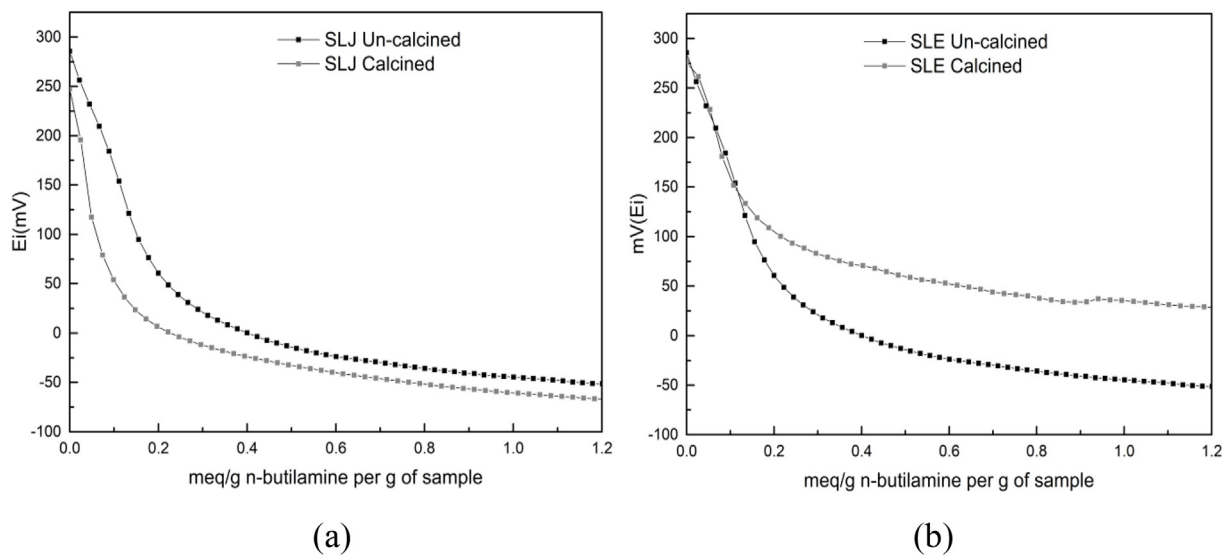 SLJ Un-calcined
SLJ Calcined
300
250
200
150
100
50
0
-50
-100
Ei(mV)
0.0 0.2 0.4 0.6 0.8 1.0 1.2
meq/g n-butilamine per g of sample
(a)
SLE Un-calcined
SLE Calcined
300
250
200
150
100
50
0
-50
-100
mV(Ei)
0.0 0.2 0.4 0.6 0.8 1.0 1.2
meq/g n-butilamine per g of sample
(b)